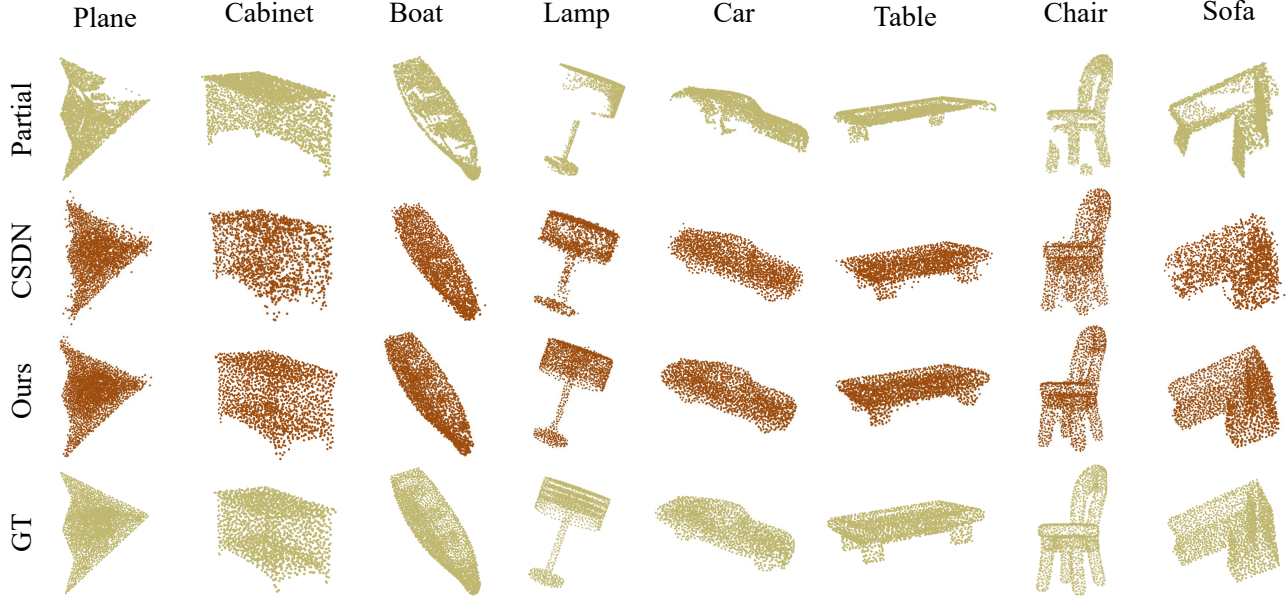 Plane Cabinet Boat Lamp Car Table Chair Sofa
Partial
CSDN
Ours
GT